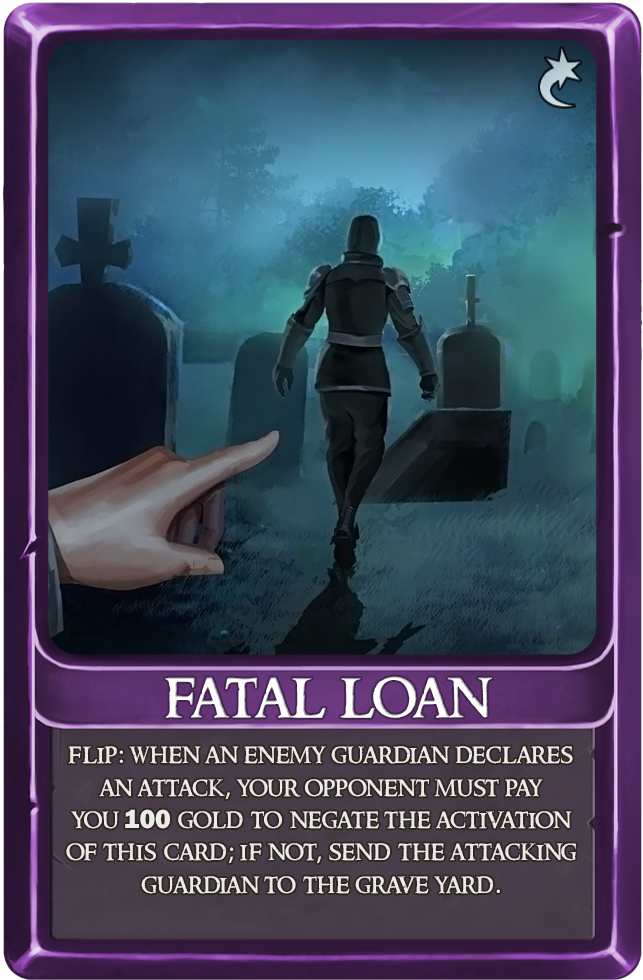 FATAL LOAN
FLIP: WHEN AN ENEMY GUARDIAN DECLARES
AN ATTACK, YOUR OPPONENT MUST PAY
YOU 100 GOLD TO NEGATE THE ACTIVATION
OF THIS CARD; IF NOT, SEND THE ATTACKING
GUARDIAN TO THE GRAVE YARD.